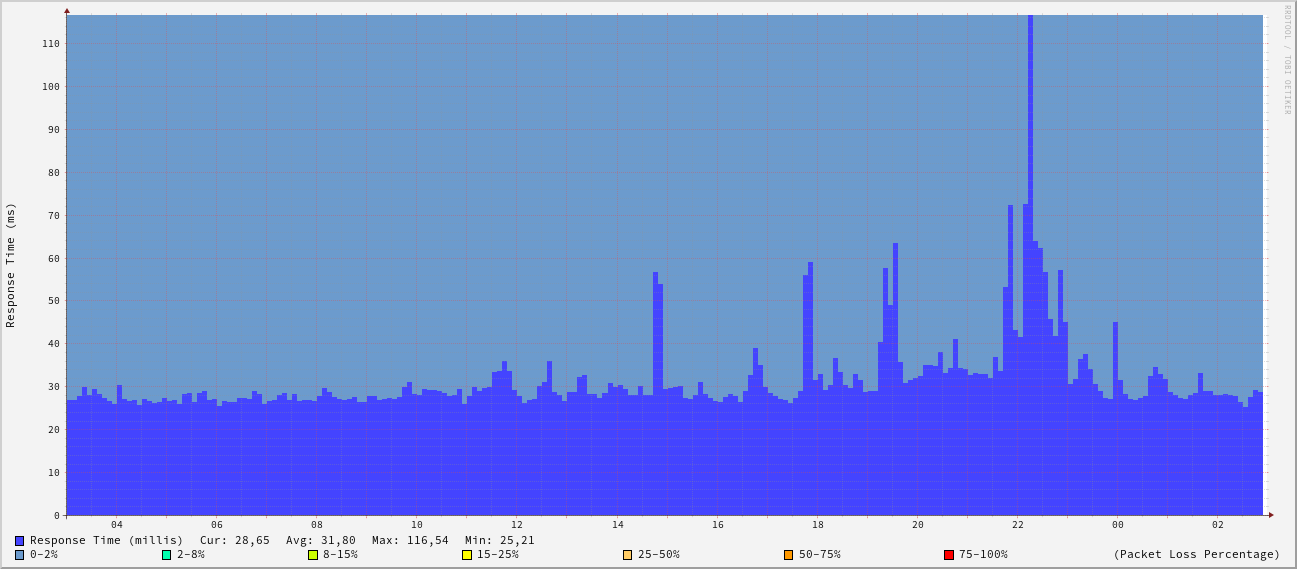 RRDTOOL / TOBI OETIKER
Response Time (ms)
110
100
90
80
70
60
50
40
30
20
10
0
04 06 08 10 12 14 16 18 20 22 00 02
Response Time (millis) Cur: 28,65 Avg: 31,80 Max: 116,54 Min: 25,21
0-2% 2-8% 8-15% 15-25% 25-50% 50-75% 75-100% (Packet Loss Percentage)